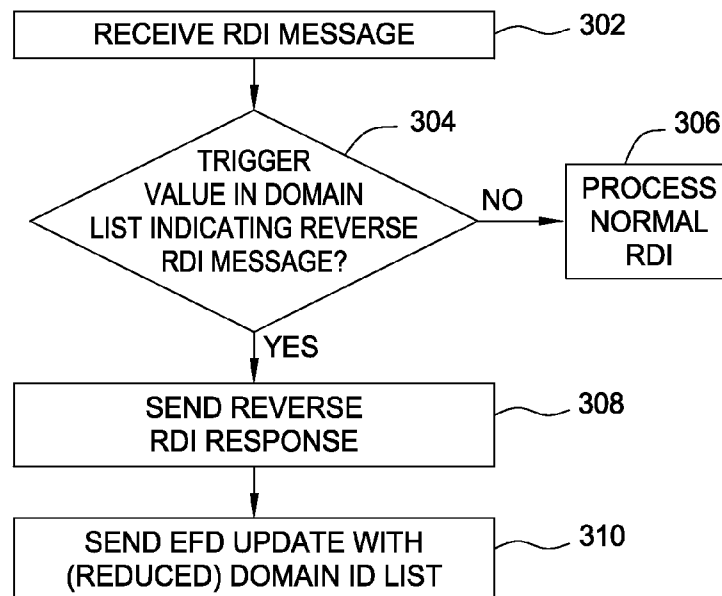 RECEIVE RDI MESSAGE
302
304
TRIGGER
VALUE IN DOMAIN
LIST INDICATING REVERSE
RDI MESSAGE?
NO
306
PROCESS
NORMAL
RDI
YES
SEND REVERSE
RDI RESPONSE
308
SEND EFD UPDATE WITH
(REDUCED) DOMAIN ID LIST
310